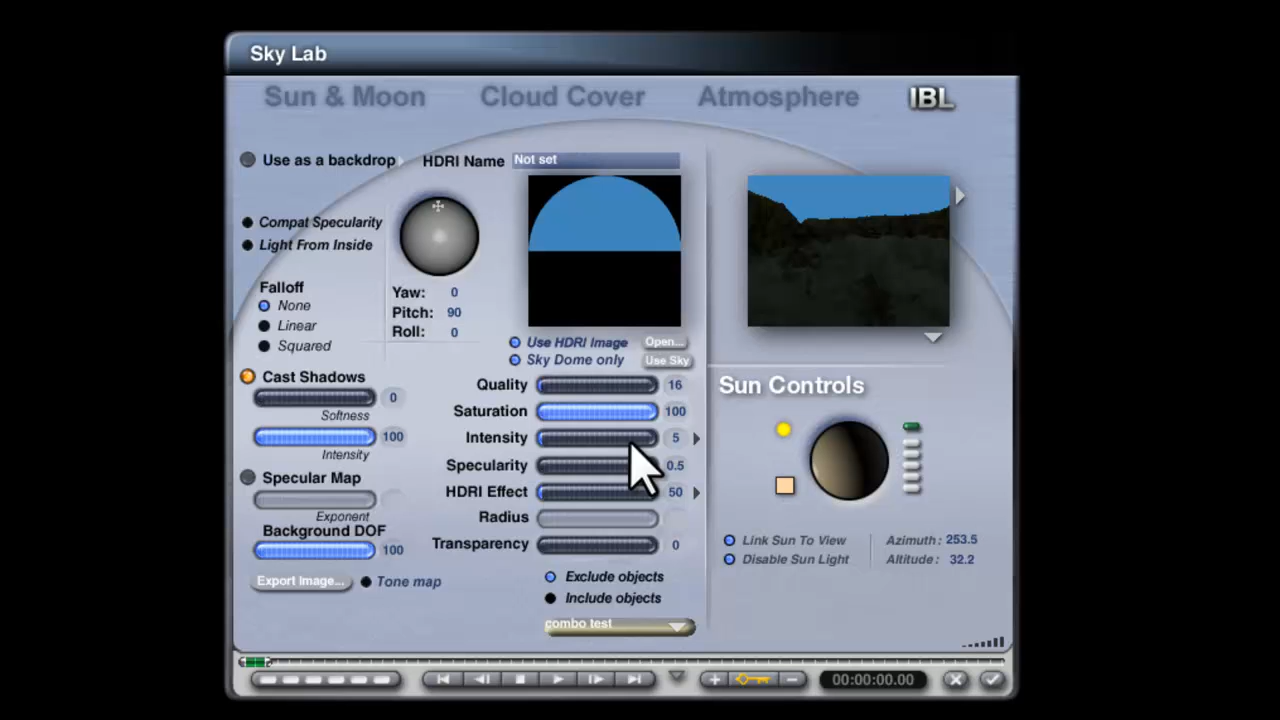 Sky Lab
Sun & Moon Cloud Cover Atmosphere IBL
Use as a backdrop HDRI Name Not set
Compat Specularity
Light From Inside
Falloff
None
Linear
Squared
Yaw: 0
Pitch: 90
Roll: 0
Use HDRI Image Open...
Sky Dome only Use Sky
Cast Shadows
0
Softness
100
Intensity
Specular Map
Exponent
Background DOF
100
Export Image... Tone map
Quality 16
Saturation 100
Intensity 5
Specularity 0.5
HDRI Effect 50
Radius
Transparency 0
Exclude objects
Include objects
combo test
Sun Controls
Link Sun To View Azimuth: 253.5
Disable Sun Light Altitude: 32.2
00:00:00.00